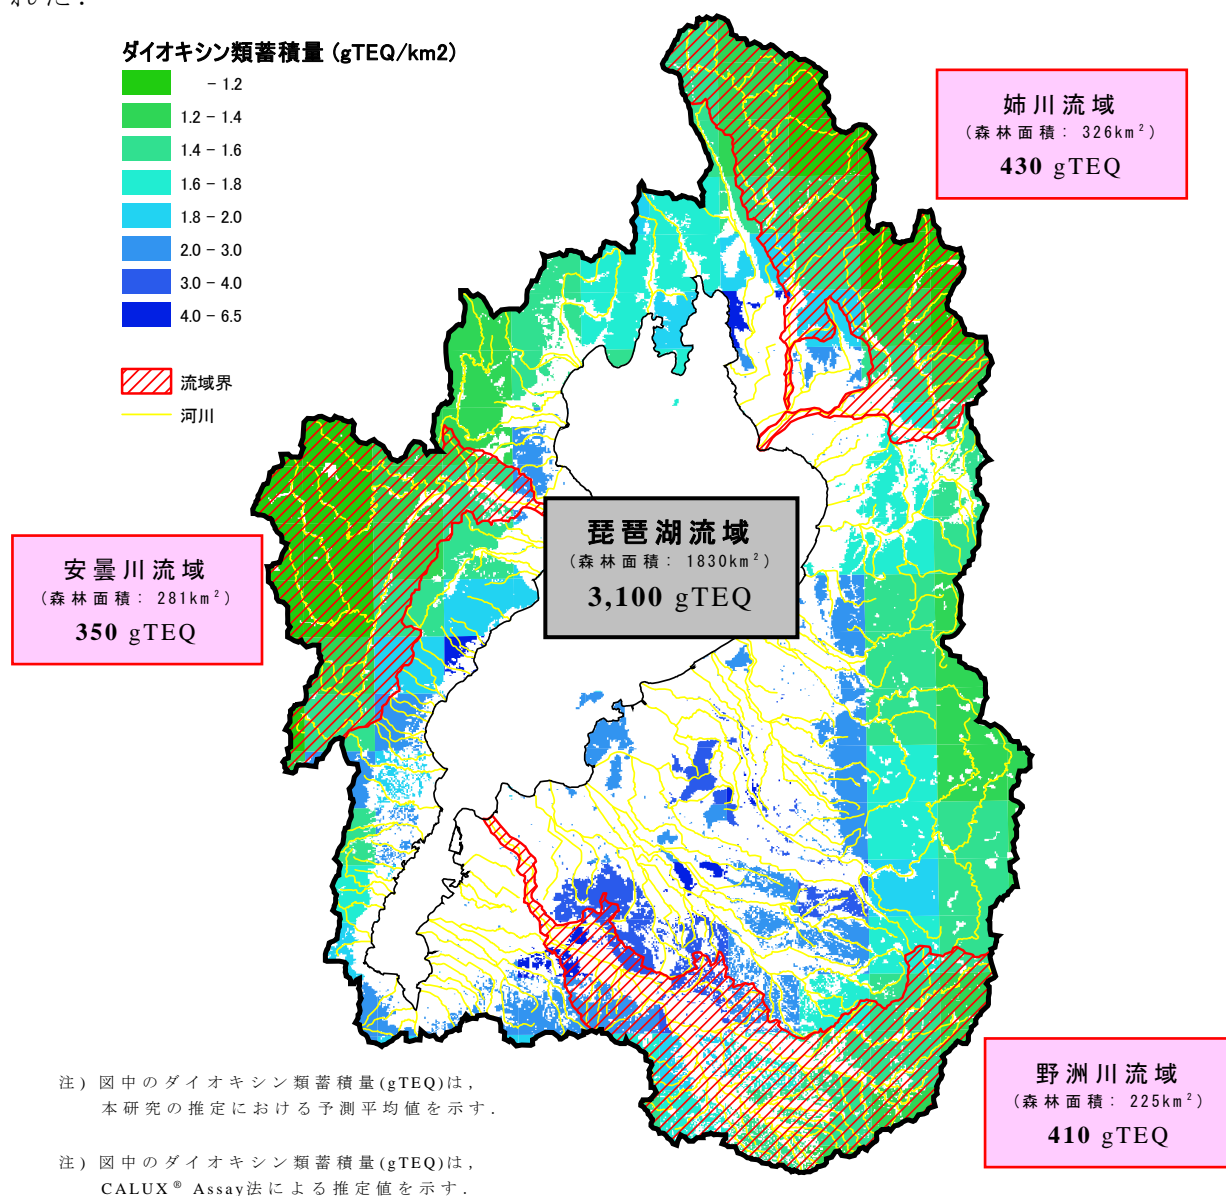 れた.
ダイオキシン類蓄積量 (gTEQ/km2)
- 1.2
1.2 - 1.4
1.4 - 1.6
1.6 - 1.8
1.8 - 2.0
2.0 - 3.0
3.0 - 4.0
4.0 - 6.5
流域界
河川
姉川流域
(森林面積: 326km²)
430 gTEQ
琵琶湖流域
(森林面積: 1830km²)
3,100 gTEQ
安曇川流域
(森林面積: 281km²)
350 gTEQ
野洲川流域
(森林面積: 225km²)
410 gTEQ
注) 図中のダイオキシン類蓄積量(gTEQ)は,
本研究の推定における予測平均値を示す.
注) 図中のダイオキシン類蓄積量(gTEQ)は,
CALUX® Assay法による推定値を示す.